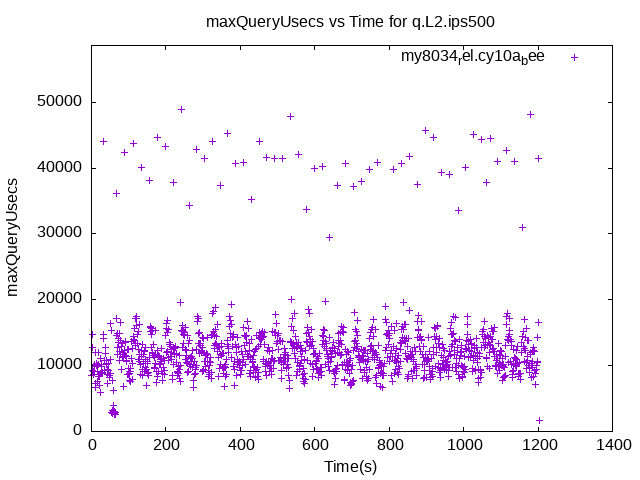 maxQueryUsecs vs Time for q.L2.ips500
my8034rel.cy10abee
maxQueryUsecs
50000
40000
30000
20000
10000
0
0 200 400 600 800 1000 1200 1400
Time(s)